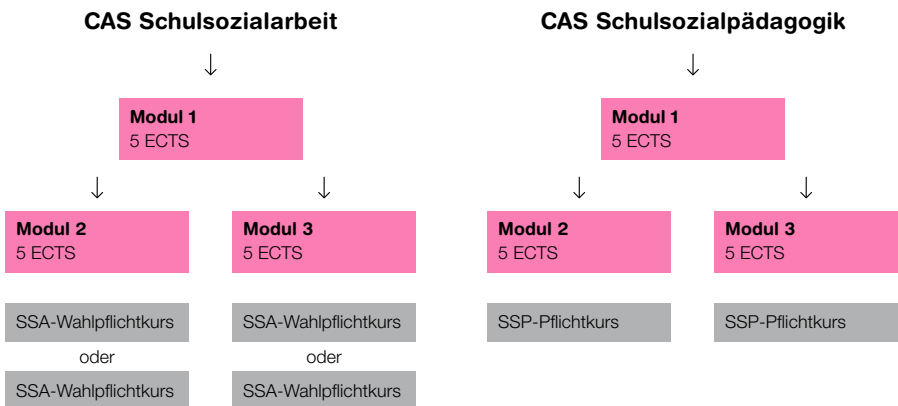 CAS Schulsozialarbeit
Modul 1
5 ECTS
Modul 2
5 ECTS
Modul 3
5 ECTS
SSA-Wahlpflichtkurs
SSA-Wahlpflichtkurs
oder
oder
SSA-Wahlpflichtkurs
SSA-Wahlpflichtkurs
CAS Schulsozialpädagogik
Modul 1
5 ECTS
Modul 2
5 ECTS
Modul 3
5 ECTS
SSP-Pflichtkurs
SSP-Pflichtkurs